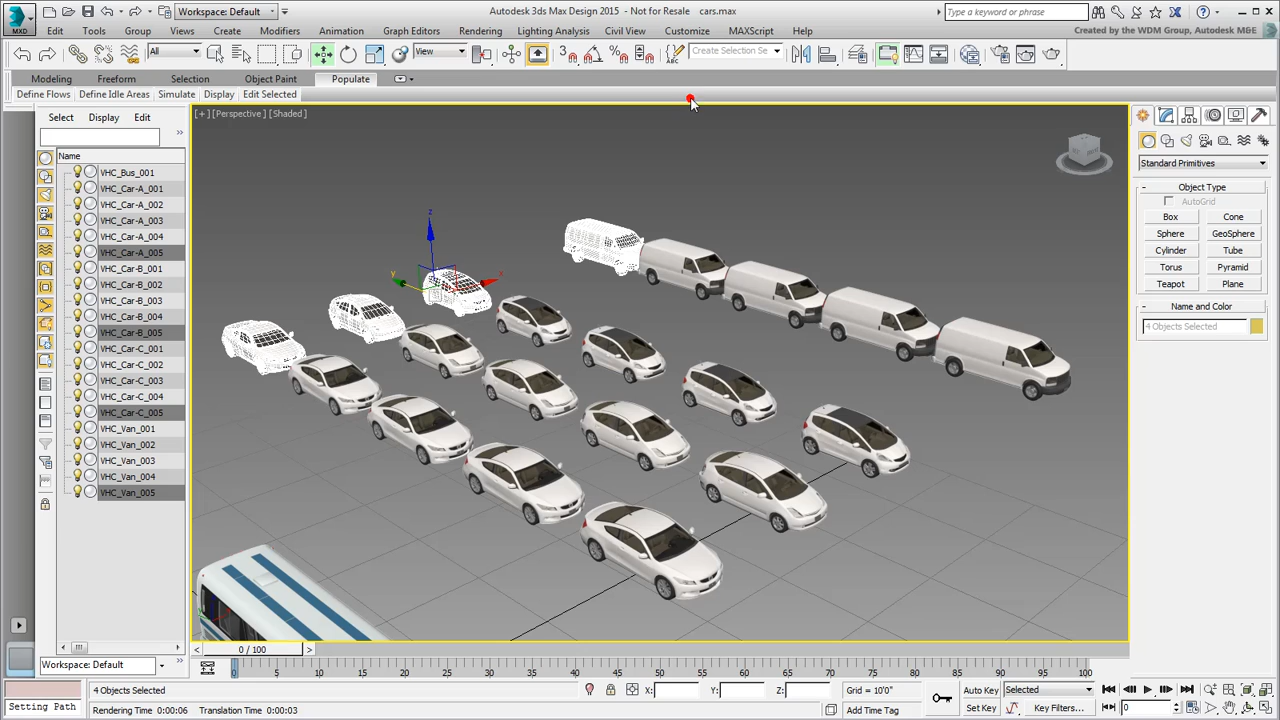 Workspace: Default
Autodesk 3ds Max Design 2015 - Not for Resale cars.max
Type a keyword or phrase
MXD
Edit Tools Group Views Create Modifiers Animation Graph Editors Rendering Lighting Analysis Civil View Customize MAXScript Help
Created by the WDM Group, Autodesk M&E
All
View
3
Create Selection Se
Modeling Freeform Selection Object Paint Populate
Define Flows Define Idle Areas Simulate Display Edit Selected
Select Display Edit
[+] [Perspective] [Shaded]
Name
VHC_Bus_001
VHC_Car-A_001
VHC_Car-A_002
VHC_Car-A_003
VHC_Car-A_004
VHC_Car-A_005
VHC_Car-B_001
VHC_Car-B_002
VHC_Car-B_003
VHC_Car-B_004
VHC_Car-B_005
VHC_Car-C_001
VHC_Car-C_002
VHC_Car-C_003
VHC_Car-C_004
VHC_Car-C_005
VHC_Van_001
VHC_Van_002
VHC_Van_003
VHC_Van_004
VHC_Van_005
z
y
x
Standard Primitives
Object Type
AutoGrid
Box Cone
Sphere GeoSphere
Cylinder Tube
Torus Pyramid
Teapot Plane
Name and Color
4 Objects Selected
0 / 100
Workspace: Default
0 5 10 15 20 25 30 35 40 45 50 55 60 65 70 75 80 85 90 95 100
4 Objects Selected
X: Y: Z:
Grid = 10'0"
Auto Key
Selected
Setting Path
Rendering Time 0:00:06 Translation Time 0:00:03
Add Time Tag
Set Key
Key Filters...
0